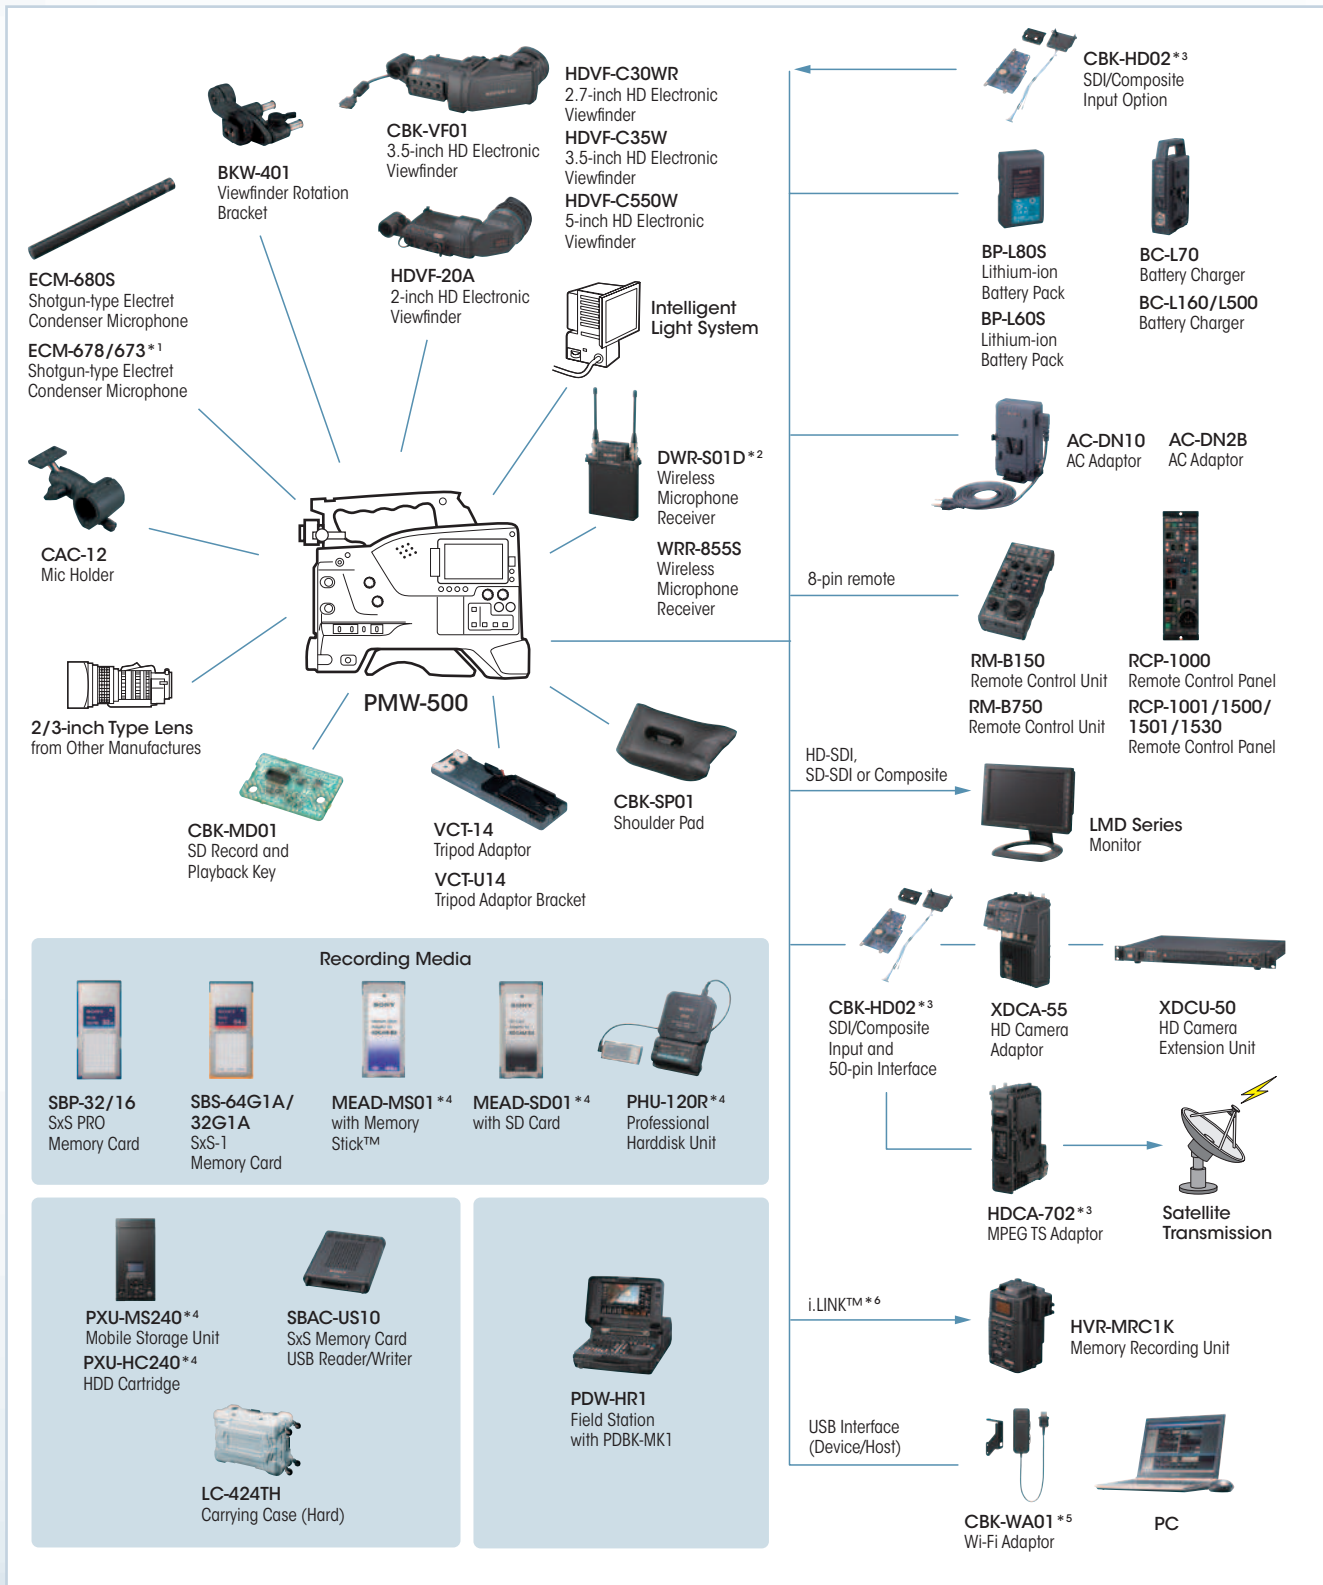 CBK-HD02*3
SDI/Composite
Input Option
HDVF-C30WR
2.7-inch HD Electronic
Viewfinder
HDVF-C35W
3.5-inch HD Electronic
Viewfinder
HDVF-C550W
5-inch HD Electronic
Viewfinder
CBK-VF01
3.5-inch HD Electronic
Viewfinder
BKW-401
Viewfinder Rotation
Bracket
HDVF-20A
2-inch HD Electronic
Viewfinder
ECM-680S
Shotgun-type Electret
Condenser Microphone
ECM-678/673*1
Shotgun-type Electret
Condenser Microphone
Intelligent
Light System
BP-L80S
Lithium-ion
Battery Pack
BP-L60S
Lithium-ion
Battery Pack
BC-L70
Battery Charger
BC-L160/L500
Battery Charger
DWR-S01D*2
Wireless
Microphone
Receiver
WRR-855S
Wireless
Microphone
Receiver
AC-DN10
AC Adaptor
AC-DN2B
AC Adaptor
CAC-12
Mic Holder
8-pin remote
RM-B150
Remote Control Unit
RM-B750
Remote Control Unit
RCP-1000
Remote Control Panel
RCP-1001/1500/
1501/1530
Remote Control Panel
2/3-inch Type Lens
from Other Manufactures
PMW-500
HD-SDI,
SD-SDI or Composite
LMD Series
Monitor
CBK-MD01
SD Record and
Playback Key
VCT-14
Tripod Adaptor
VCT-U14
Tripod Adaptor Bracket
CBK-SP01
Shoulder Pad
CBK-HD02*3
SDI/Composite
Input and
50-pin Interface
XDCA-55
HD Camera
Adaptor
XDCU-50
HD Camera
Extension Unit
Recording Media
SONY
SONY
SBP-32/16
SxS PRO
Memory Card
SBS-64G1A/
32G1A
SxS-1
Memory Card
MEAD-MS01*4
with Memory
Stick™
MEAD-SD01*4
with SD Card
PHU-120R*4
Professional
Harddisk Unit
HDCA-702*3
MPEG TS Adaptor
Satellite
Transmission
PXU-MS240*4
Mobile Storage Unit
PXU-HC240*4
HDD Cartridge
SBAC-US10
SxS Memory Card
USB Reader/Writer
LC-424TH
Carrying Case (Hard)
PDW-HR1
Field Station
with PDBK-MK1
i.LINK™*6
HVR-MRC1K
Memory Recording Unit
USB Interface
(Device/Host)
CBK-WA01*5
Wi-Fi Adaptor
PC